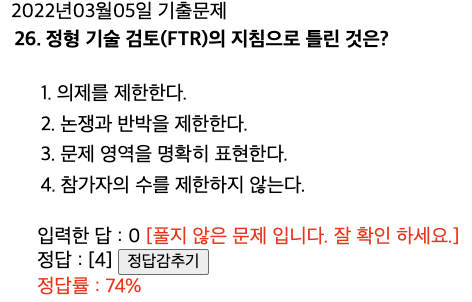 2022년03월05일 기출문제
26. 정형 기술 검토(FTR)의 지침으로 틀린 것은?
1. 의제를 제한한다.
2. 논쟁과 반박을 제한한다.
3. 문제 영역을 명확히 표현한다.
4. 참가자의 수를 제한하지 않는다.
입력한 답 : 0 [풀지 않은 문제 입니다. 잘 확인 하세요.]
정답 : [4] 정답감추기
정답률 : 74%